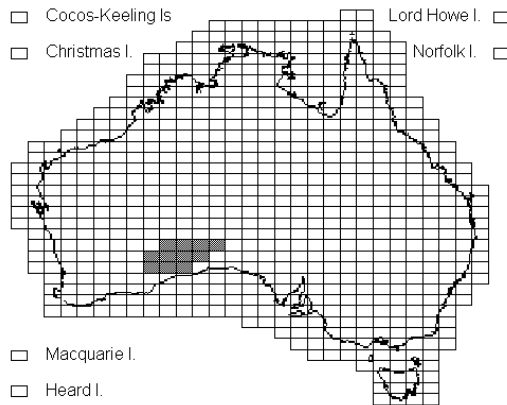 Cocos-Keeling Is
Lord Howe I.
Christmas I.
Norfolk I.
Macquarie I.
Heard I.